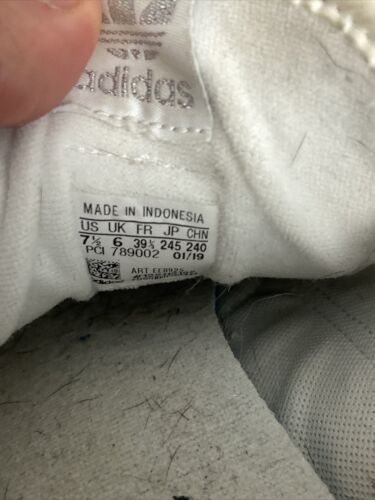 adidas
MADE IN INDONESIA
US UK FR JP CHN
7½ 6 39⅓ 245 240
PCI 789002 01/19
ART